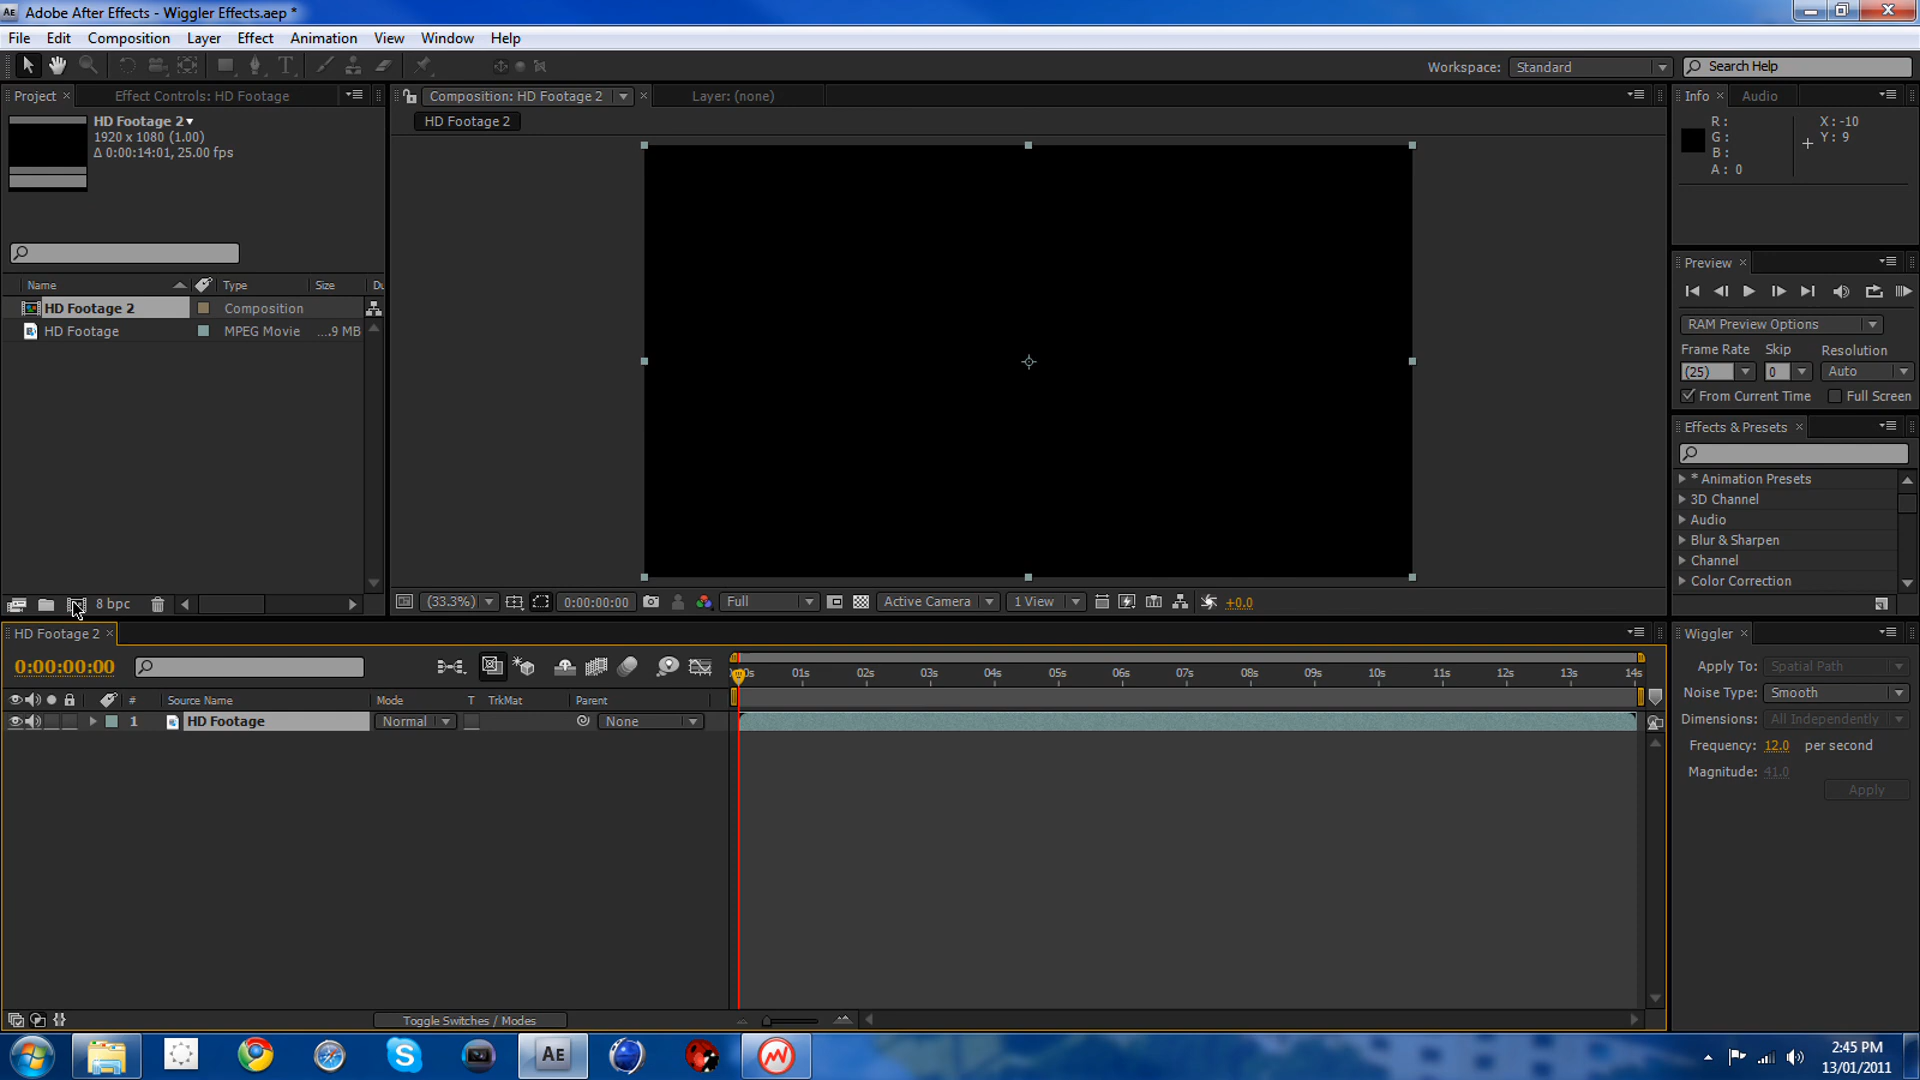 Adobe After Effects - Wiggler Effects.aep *
File Edit Composition Layer Effect Animation View Window Help
Workspace: Standard Search Help
Project Effect Controls: HD Footage Composition: HD Footage 2 Layer: (none) Info Audio
HD Footage 2
1920 x 1080 (1.00)
Δ 0:00:14:01, 25.00 fps
HD Footage 2
R :
G :
B :
A : 0
X : -10
Y : 9
Preview
RAM Preview Options
Frame Rate Skip Resolution
(25) 0 Auto
From Current Time Full Screen
Name Type Size Du
HD Footage 2 Composition
HD Footage MPEG Movie ....9 MB
Effects & Presets
* Animation Presets
3D Channel
Audio
Blur & Sharpen
Channel
Color Correction
8 bpc
(33.3%) 0:00:00:00 Full Active Camera 1 View +0.0
HD Footage 2
0:00:00:00
01s 02s 03s 04s 05s 06s 07s 08s 09s 10s 11s 12s 13s 14s
# Source Name Mode T TrkMat Parent
1 HD Footage Normal None
Wiggler
Apply To: Spatial Path
Noise Type: Smooth
Dimensions: All Independently
Frequency: 12.0 per second
Magnitude: 41.0
Apply
Toggle Switches / Modes
AE
2:45 PM
13/01/2011